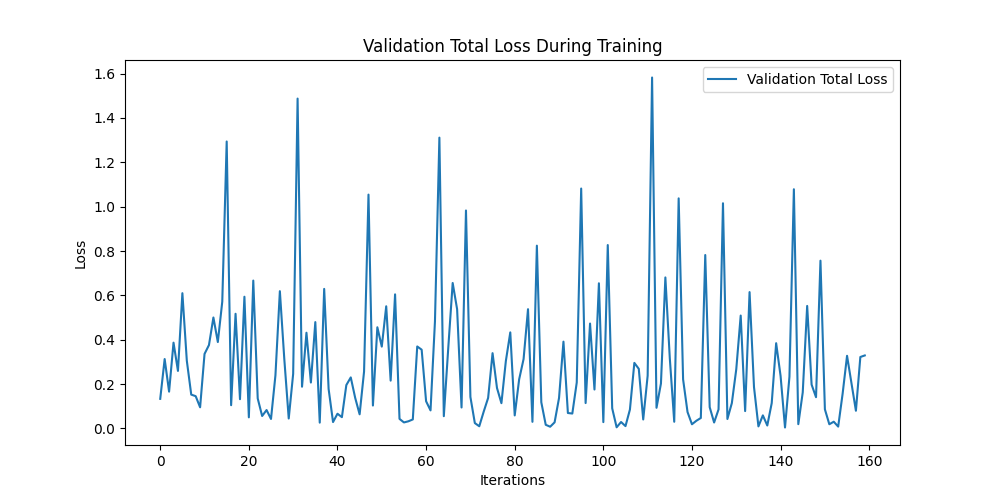 Validation Total Loss During Training
Validation Total Loss
1.6
1.4
1.2
1.0
0.8
0.6
0.4
0.2
0.0
Loss
0 20 40 60 80 100 120 140 160
Iterations